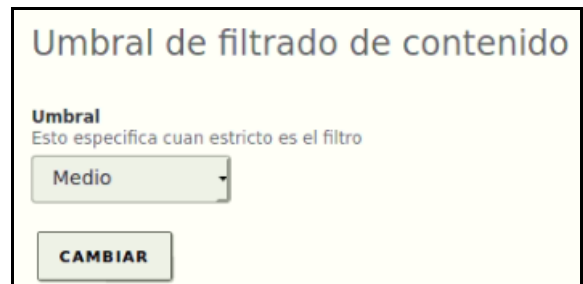 Umbral de filtrado de contenido
Umbral
Esto especifica cuan estricto es el filtro
Medio
CAMBIAR